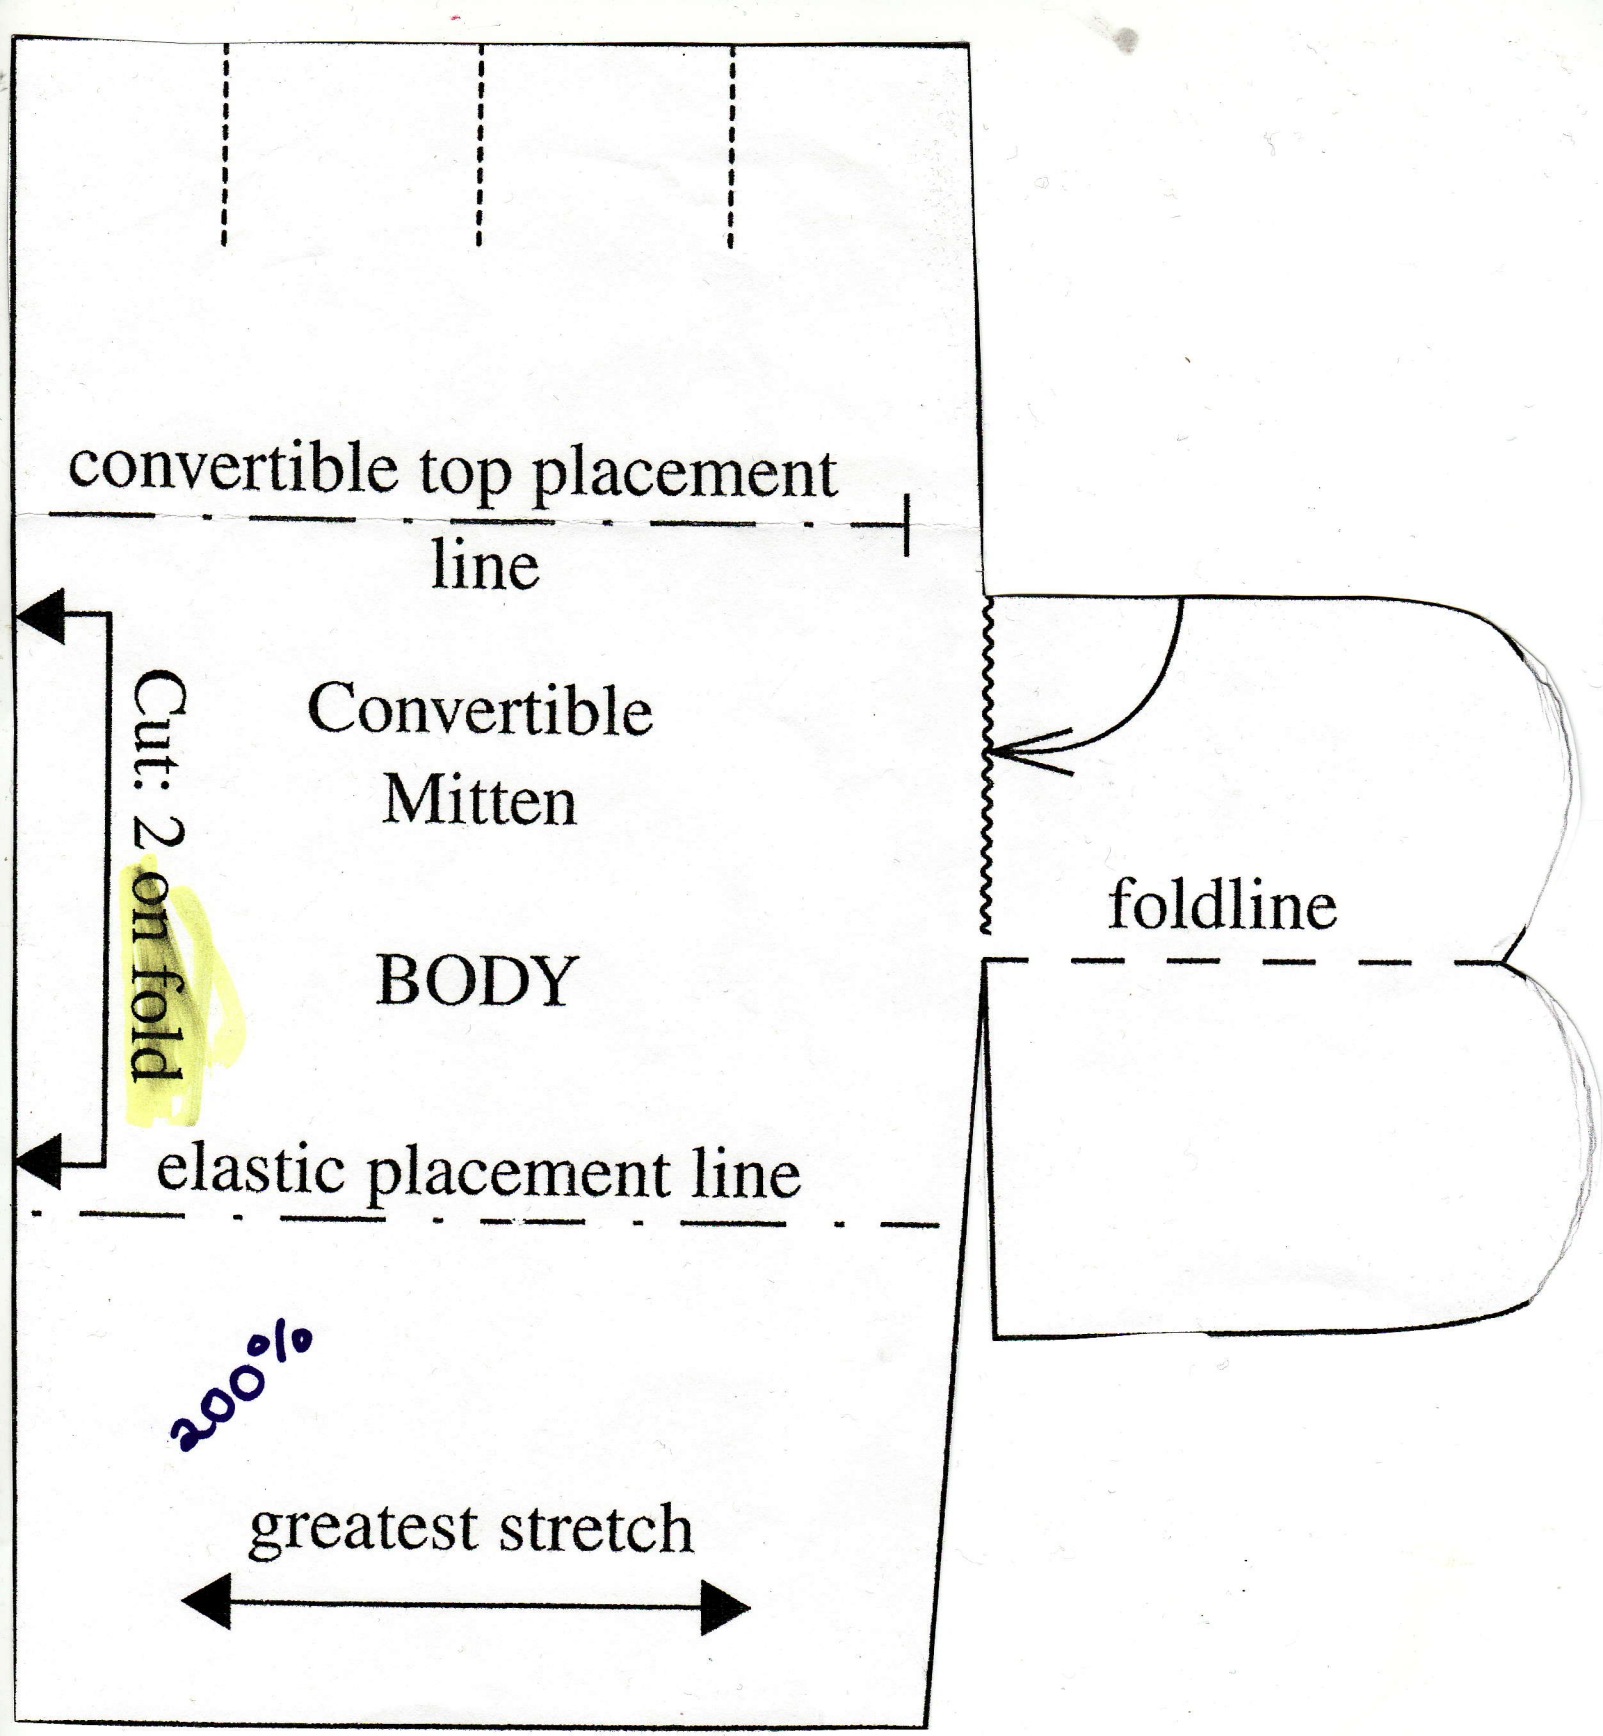 convertible top placement
line
Cut: 2 on fold
Convertible
Mitten
BODY
foldline
elastic placement line
200%
greatest stretch